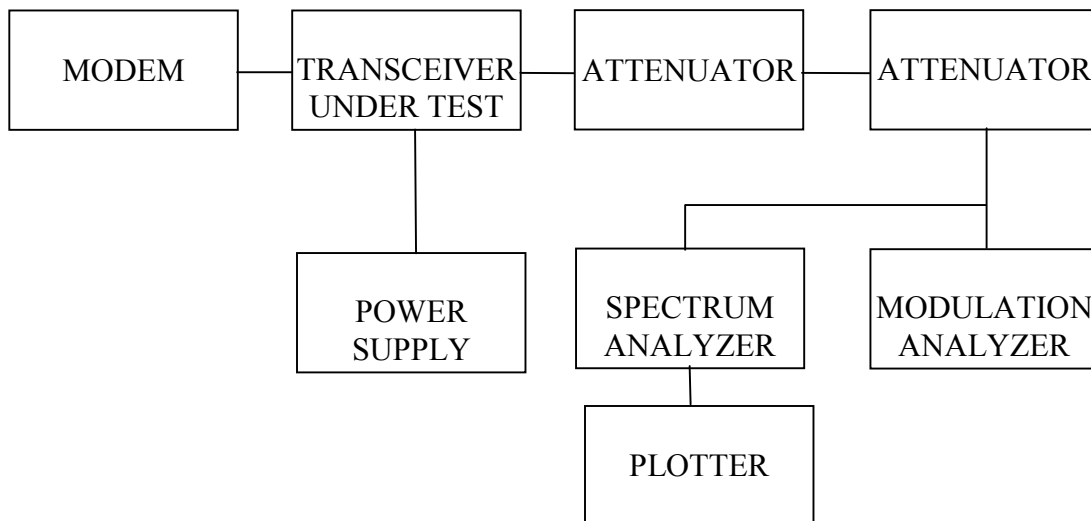 MODEM
TRANSCEIVER
UNDER TEST
ATTENUATOR
ATTENUATOR
POWER
SUPPLY
SPECTRUM
ANALYZER
MODULATION
ANALYZER
PLOTTER